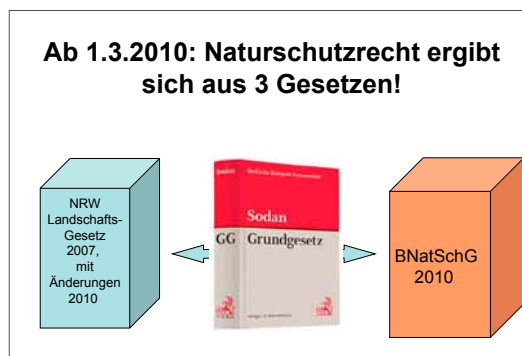 Ab 1.3.2010: Naturschutzrecht ergibt
sich aus 3 Gesetzen!
NRW
Landschafts-
Gesetz
2007,
mit
Änderungen
2010
Sodan
GG
Grundgesetz
BNatSchG
2010